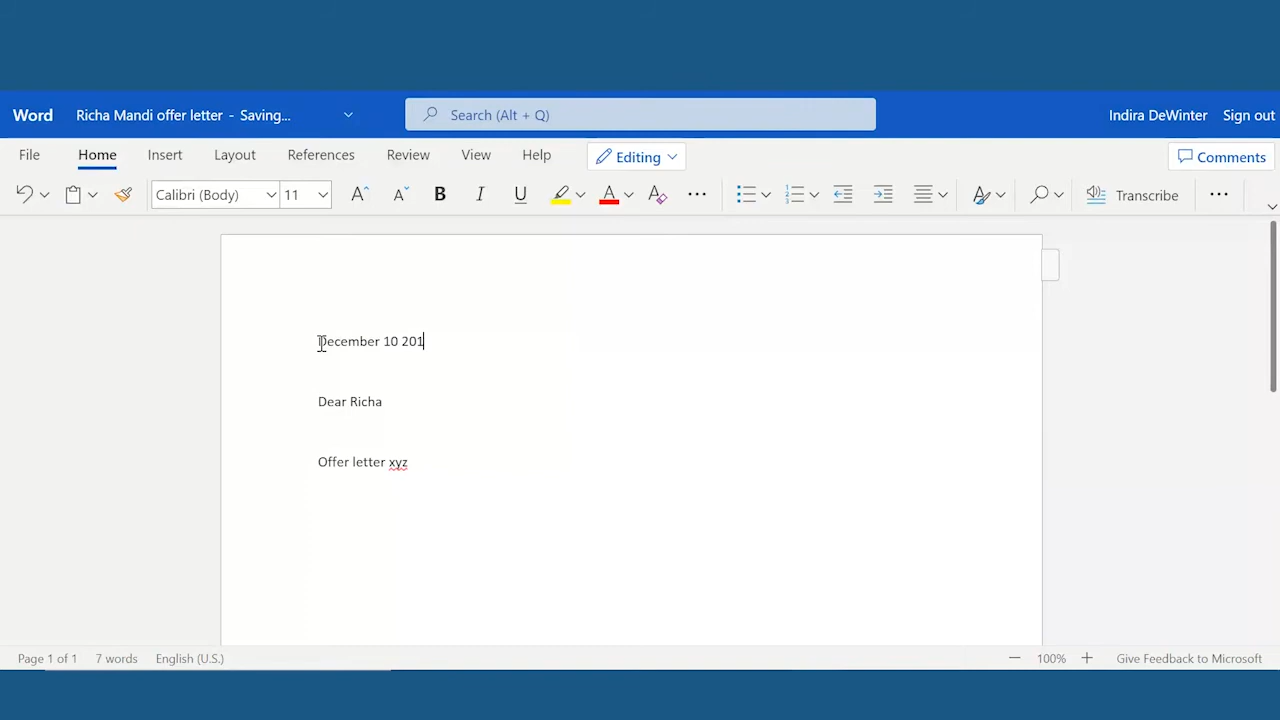 Word Richa Mandi offer letter - Saving... Search (Alt + Q) Indira DeWinter Sign out
File Home Insert Layout References Review View Help Editing Comments
Calibri (Body) 11 A A B I U A A Transcribe
December 10 201
Dear Richa
Offer letter xyz
Page 1 of 1 7 words English (U.S.) 100% Give Feedback to Microsoft